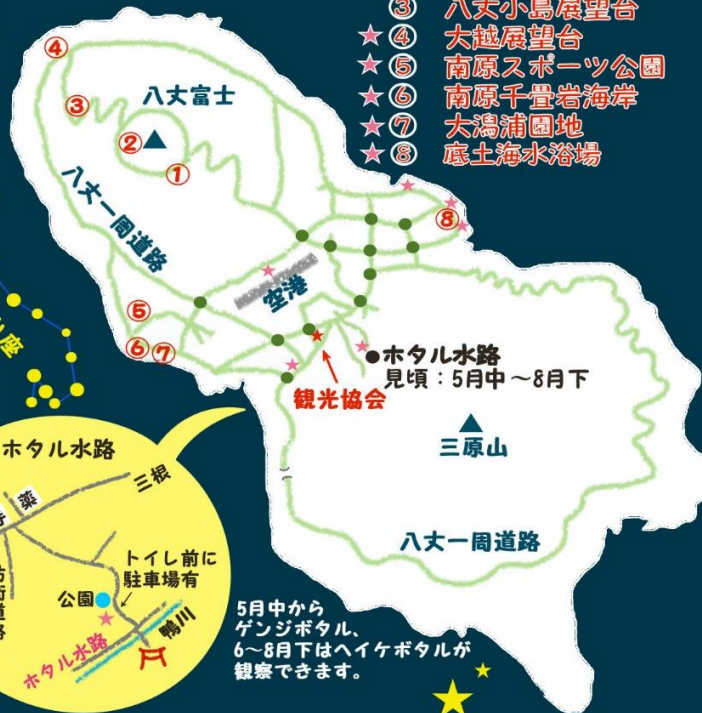 ③ 八丈小島展望台
★④ 大越展望台
★⑤ 南原スポーツ公園
★⑥ 南原千畳岩海岸
★⑦ 大潟浦園地
★⑧ 底土海水浴場
④
八丈富士
③
②
①
八丈一周道路
⑧
空港
⑤
⑥ ⑦
ホタル水路
見頃：5月中～8月下
観光協会
三原山
八丈一周道路
座
ホタル水路
三根
薬
トイレ前に
駐車場有
公園
鴨川
ホタル水路
街道路
5月中から
ゲンジボタル、
6～8月下はヘイケボタルが
観察できます。